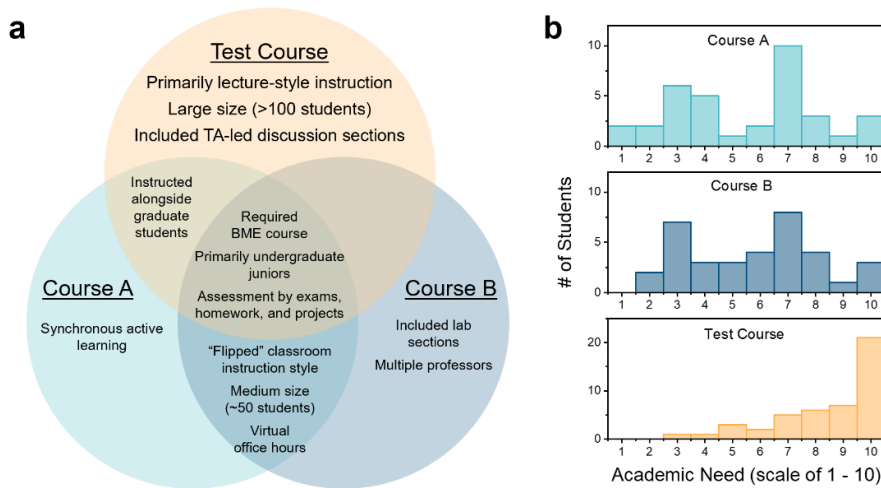 a
Test Course
Primarily lecture-style instruction
Large size (>100 students)
Included TA-led discussion sections
Instructed
alongside
graduate
students
Required
BME course
Primarily undergraduate
juniors
Assessment by exams,
homework, and projects
Course A
Synchronous active
learning
Course B
Included lab
sections
Multiple professors
“Flipped” classroom
instruction style
Medium size
(~50 students)
Virtual
office hours
b
Course A
10
5
0
1 2 3 4 5 6 7 8 9 10
Course B
10
5
0
1 2 3 4 5 6 7 8 9 10
Test Course
20
10
0
1 2 3 4 5 6 7 8 9 10
# of Students
Academic Need (scale of 1 - 10)